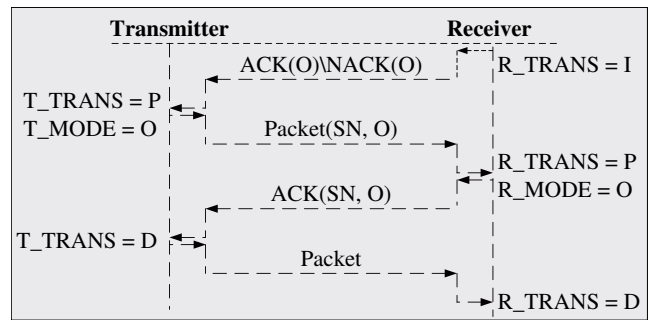 Transmitter Receiver
ACK(O)\NACK(O) R_TRANS = I
T_TRANS = P
T_MODE = O Packet(SN, O)
R_TRANS = P
ACK(SN, O) R_MODE = O
T_TRANS = D
Packet
R_TRANS = D